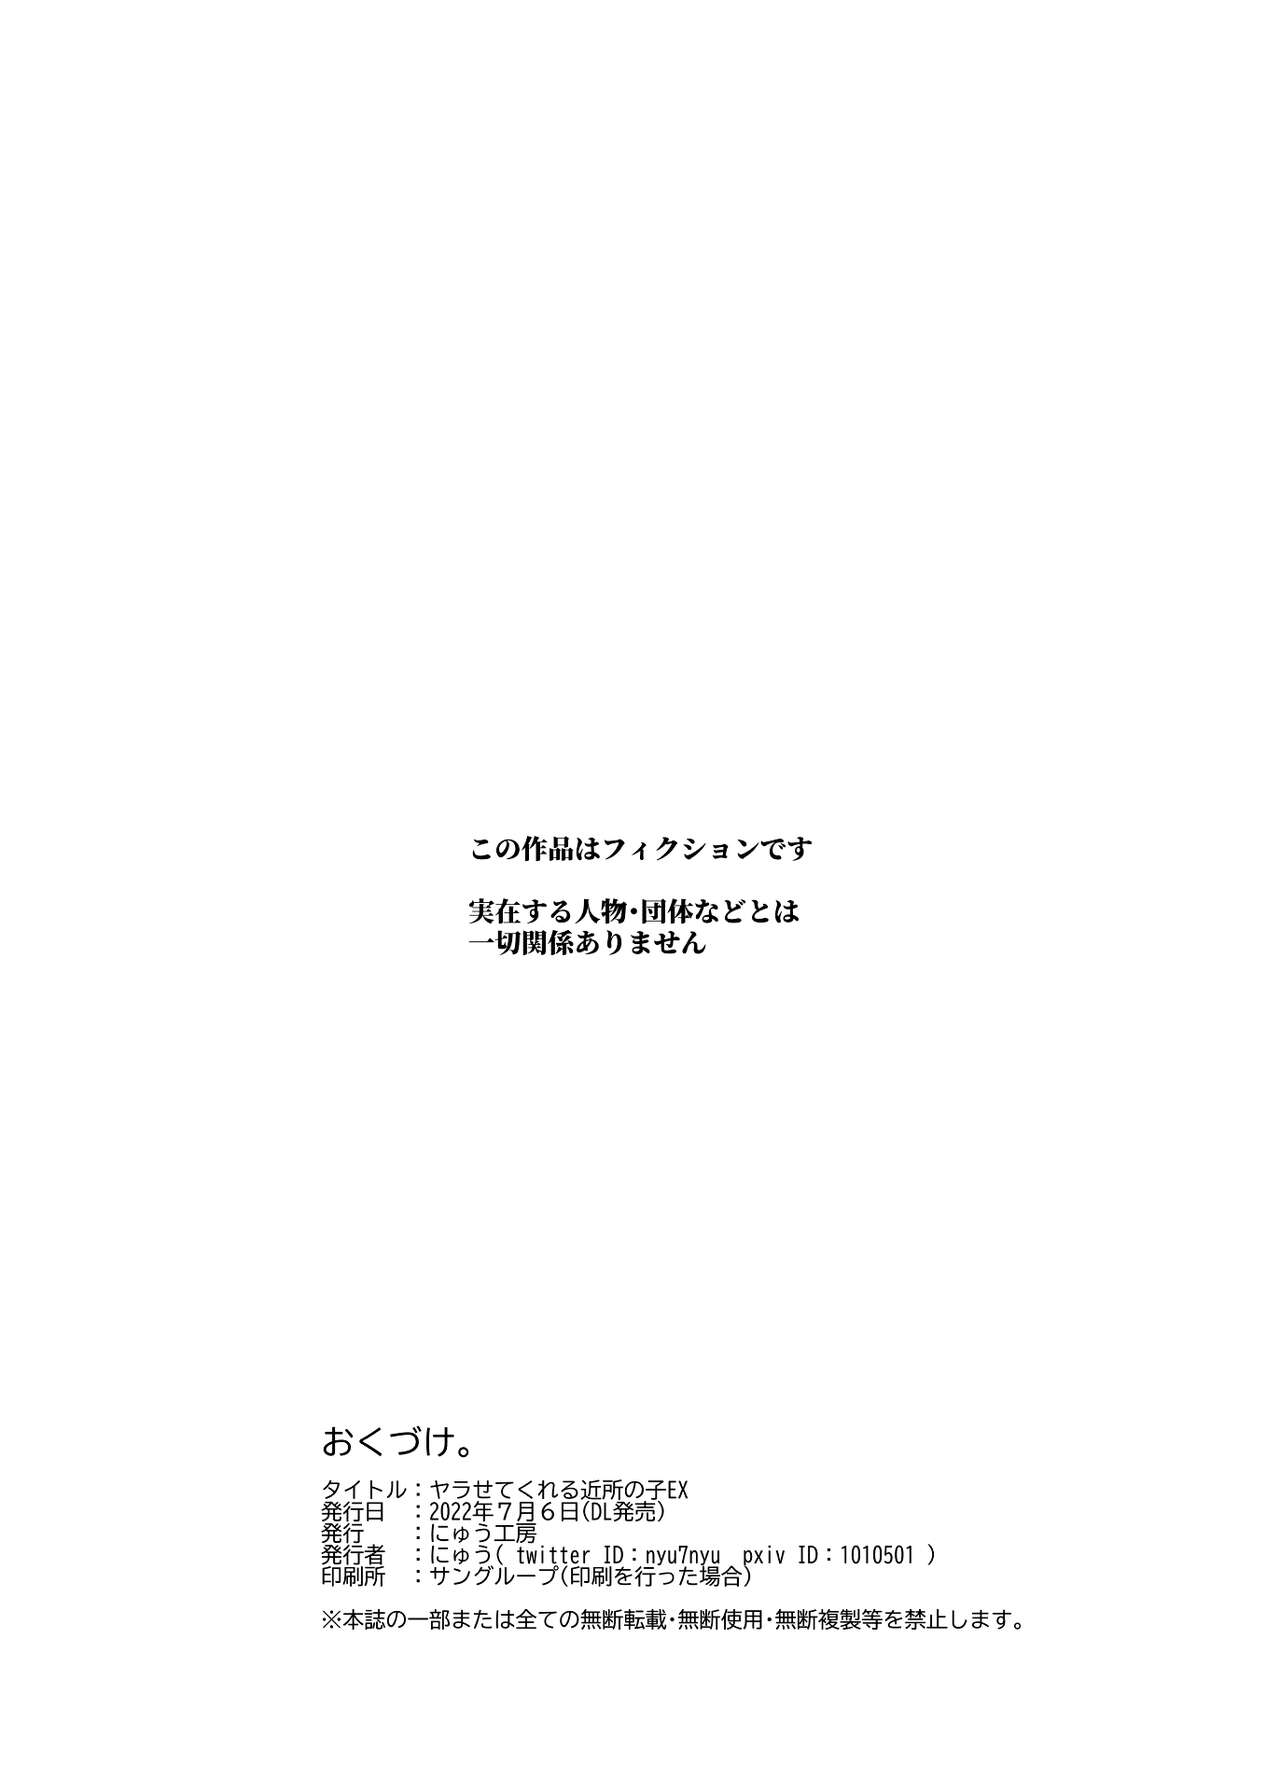 この作品はフィクションです
実在する人物・団体などとは
一切関係ありません
おくづけ。
タイトル：ヤラせてくれる近所の子EX
発行日　：2022年７月６日(DL発売)
発行　　：にゅう工房
発行者　：にゅう( twitter ID：nyu7nyu　pxiv ID：1010501 )
印刷所　：サングループ(印刷を行った場合)
※本誌の一部または全ての無断転載・無断使用・無断複製等を禁止します。